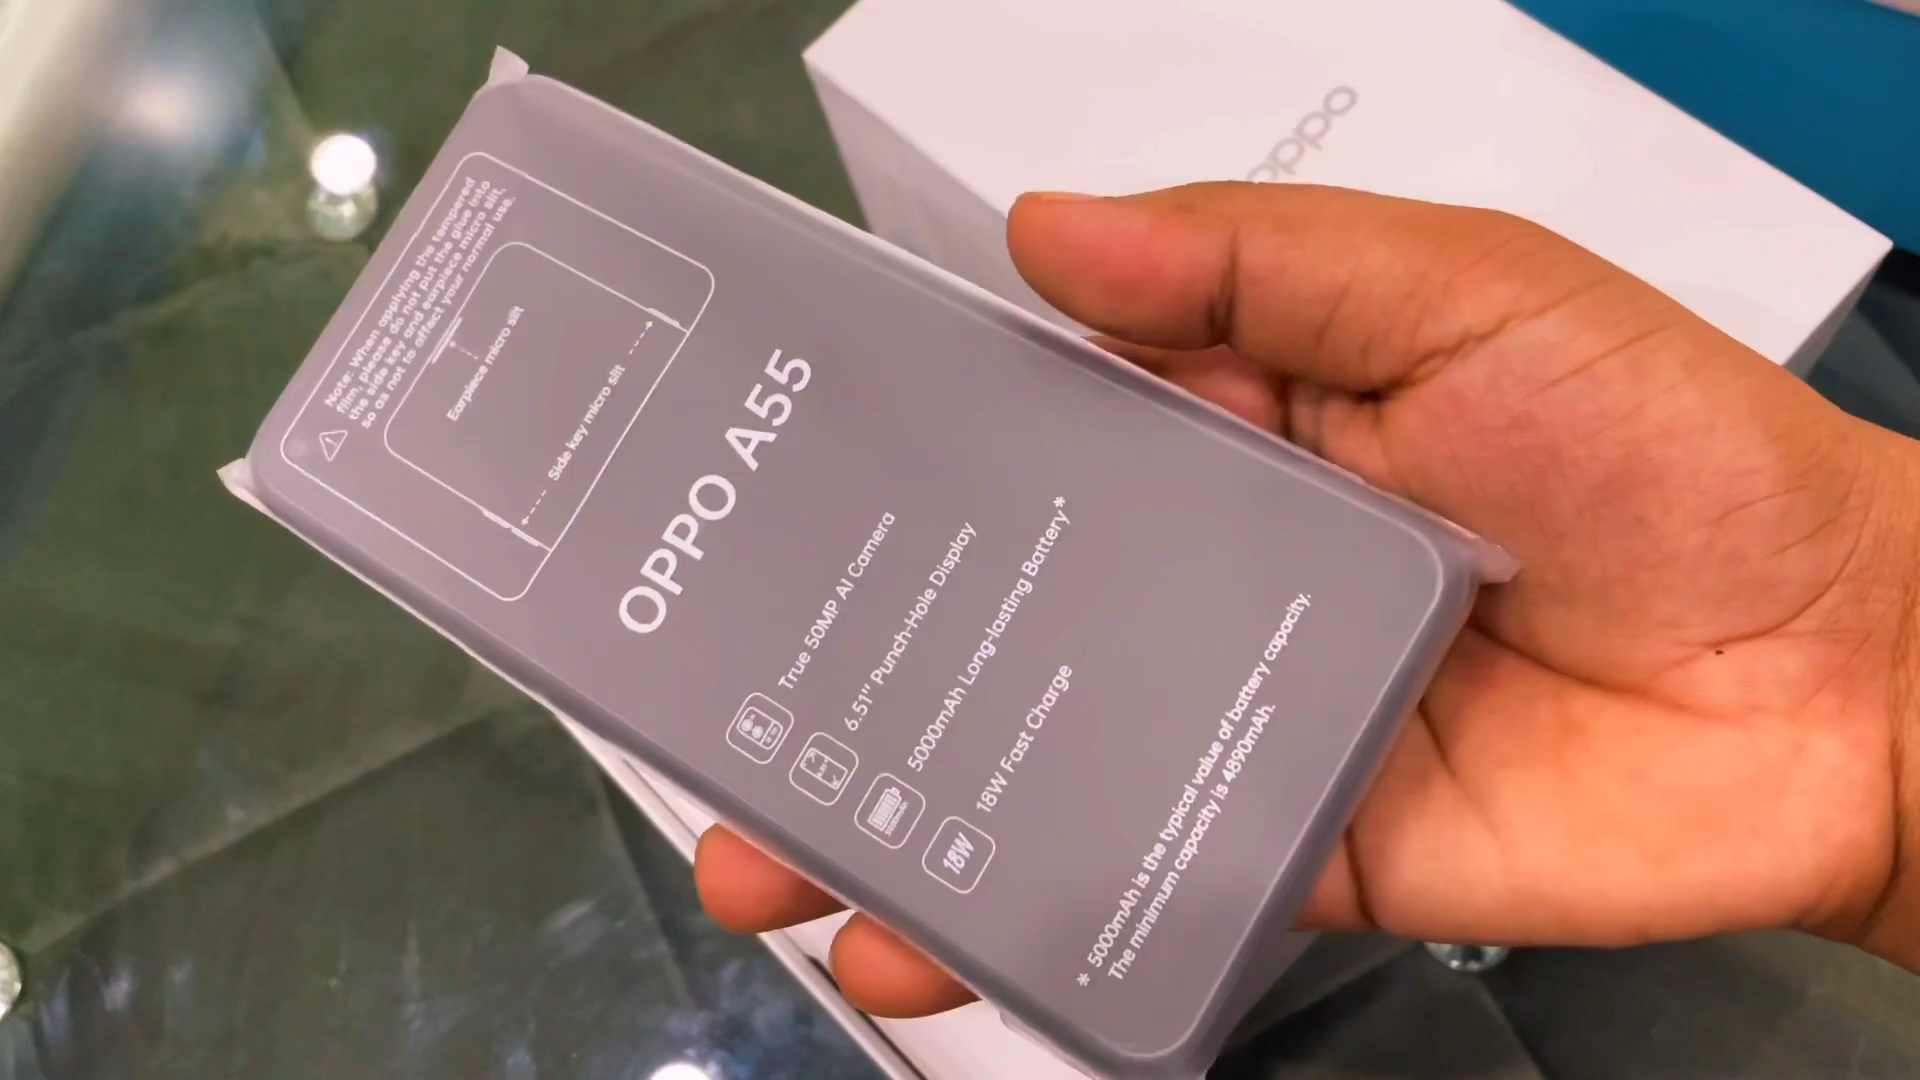 oppo
Note: When applying the tempered
film, please do not put the glue into
the side key and earpiece micro slit,
so as not to affect your normal use.
Earpiece micro slit
Side key micro slit
OPPO A55
True 50MP AI Camera
6.51" Punch-Hole Display
5000mAh Long-lasting Battery*
5000mAh
18W Fast Charge
18W
* 5000mAh is the typical value of battery capacity.
The minimum capacity is 4890mAh.